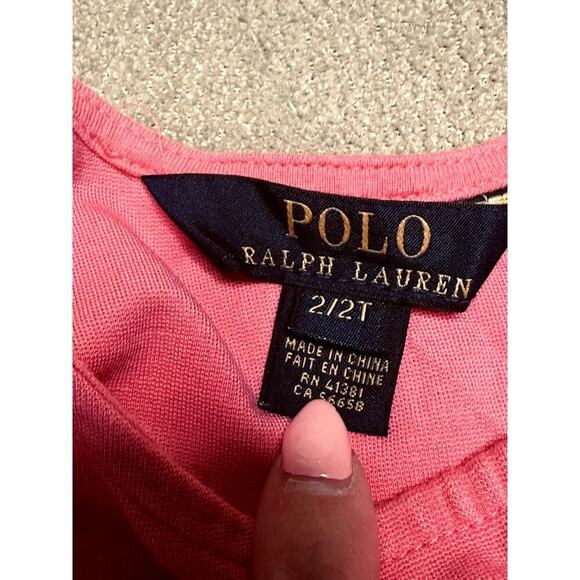 POLO
RALPH LAUREN
2/2T
MADE IN CHINA
FAIT EN CHINE
RN 41381
CA 56658